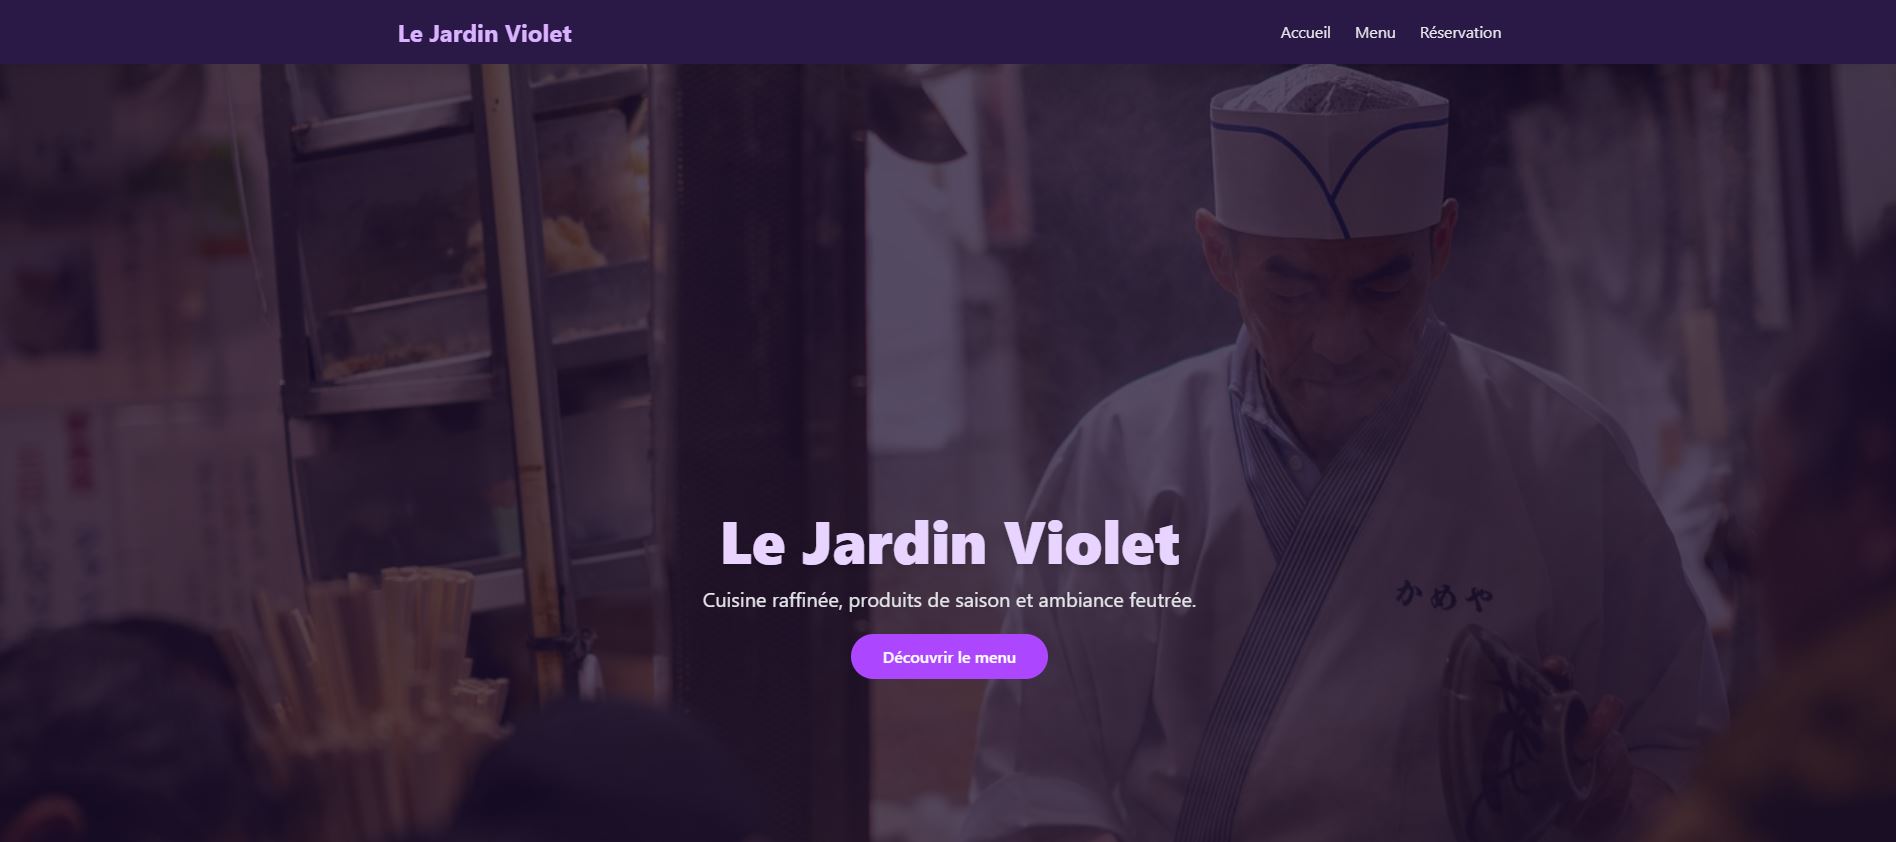 Le Jardin Violet
Accueil Menu Réservation
Le Jardin Violet
Cuisine raffinée, produits de saison et ambiance feutrée.
かめや
Découvrir le menu